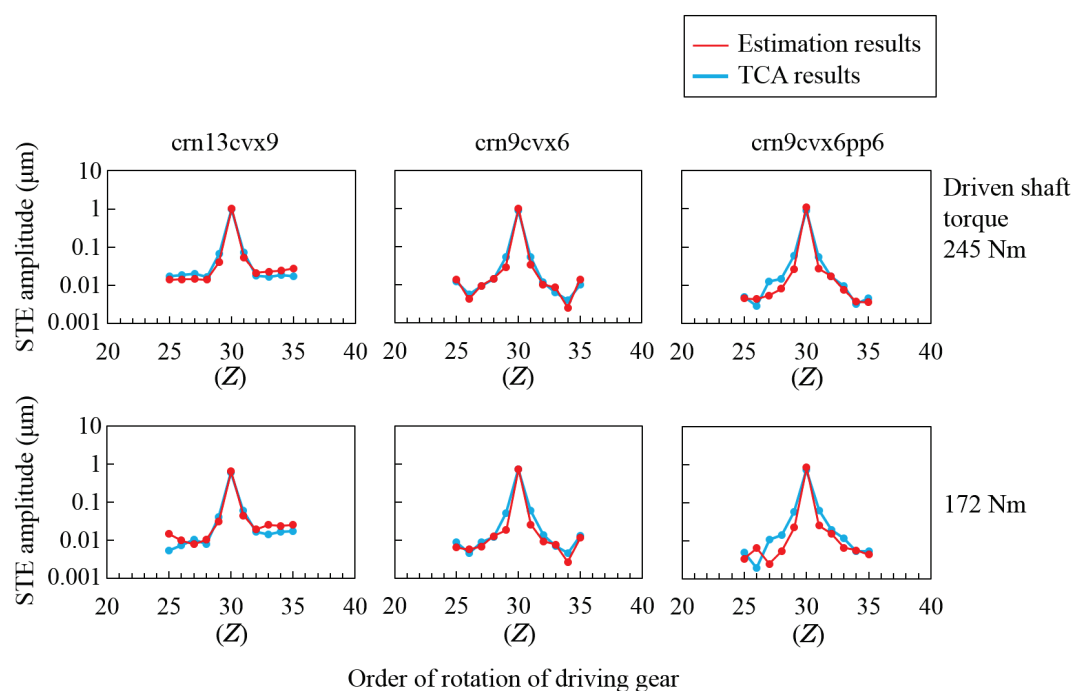 Estimation results
TCA results
crn13cvx9 crn9cvx6 crn9cvx6pp6
STE amplitude (μm)
10
1
0.1
0.01
0.001
20 25 30 35 40 20 25 30 35 40 20 25 30 35 40
(Z) (Z) (Z)
Driven shaft
torque
245 Nm
STE amplitude (μm)
10
1
0.1
0.01
0.001
20 25 30 35 40 20 25 30 35 40 20 25 30 35 40
(Z) (Z) (Z)
172 Nm
Order of rotation of driving gear